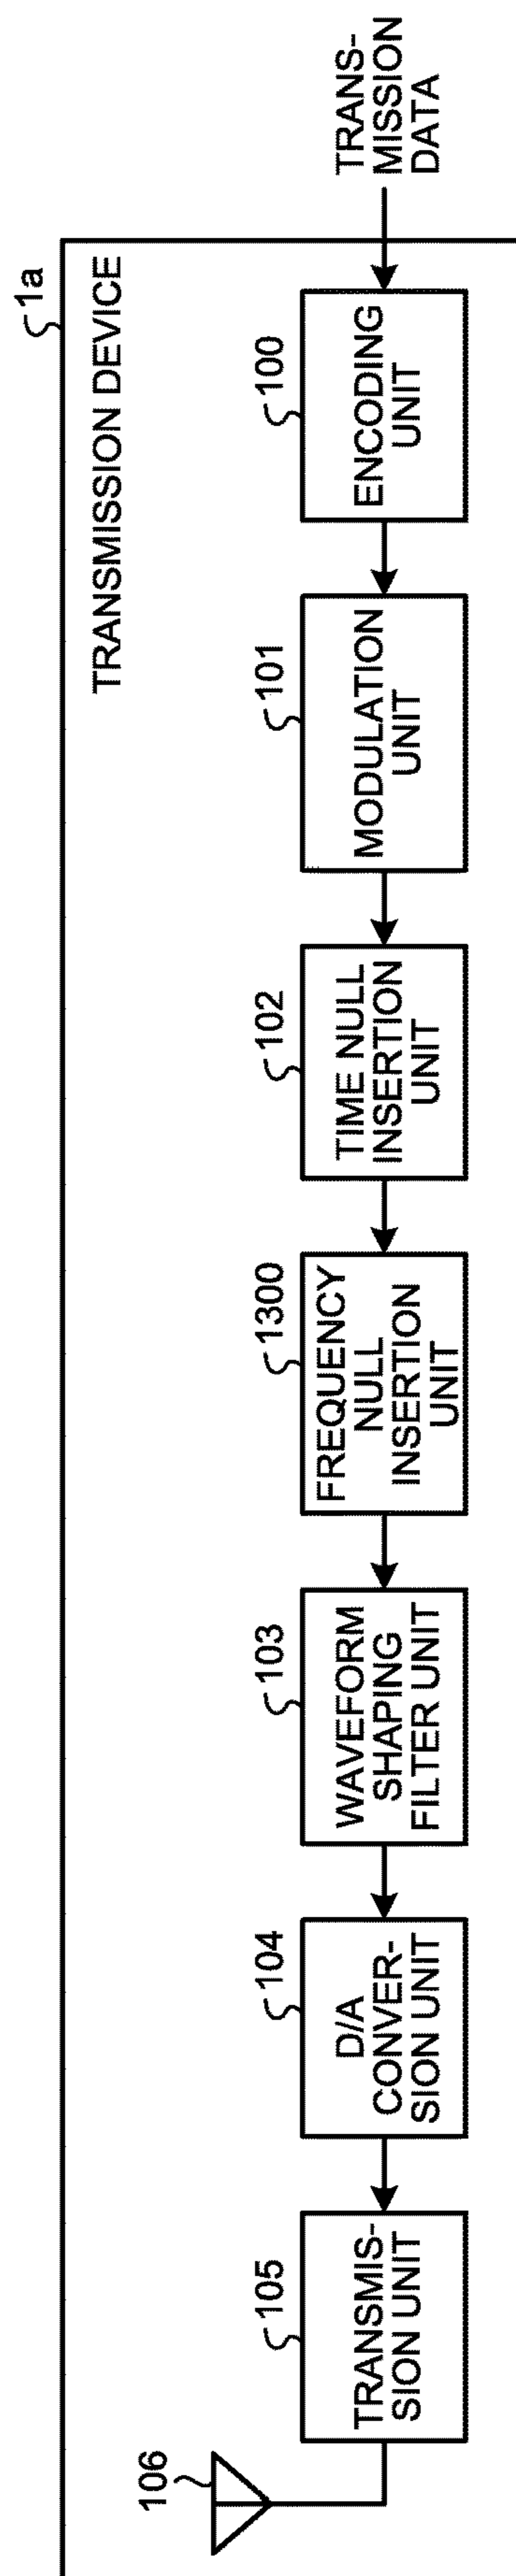 1a
TRANSMISSION DEVICE
TRANS-
MISSION
DATA
100
ENCODING
UNIT
101
MODULATION
UNIT
102
TIME NULL
INSERTION
UNIT
1300
FREQUENCY
NULL
INSERTION
UNIT
103
WAVEFORM
SHAPING
FILTER UNIT
104
D/A
CONVER-
SION UNIT
105
TRANSMIS-
SION UNIT
106